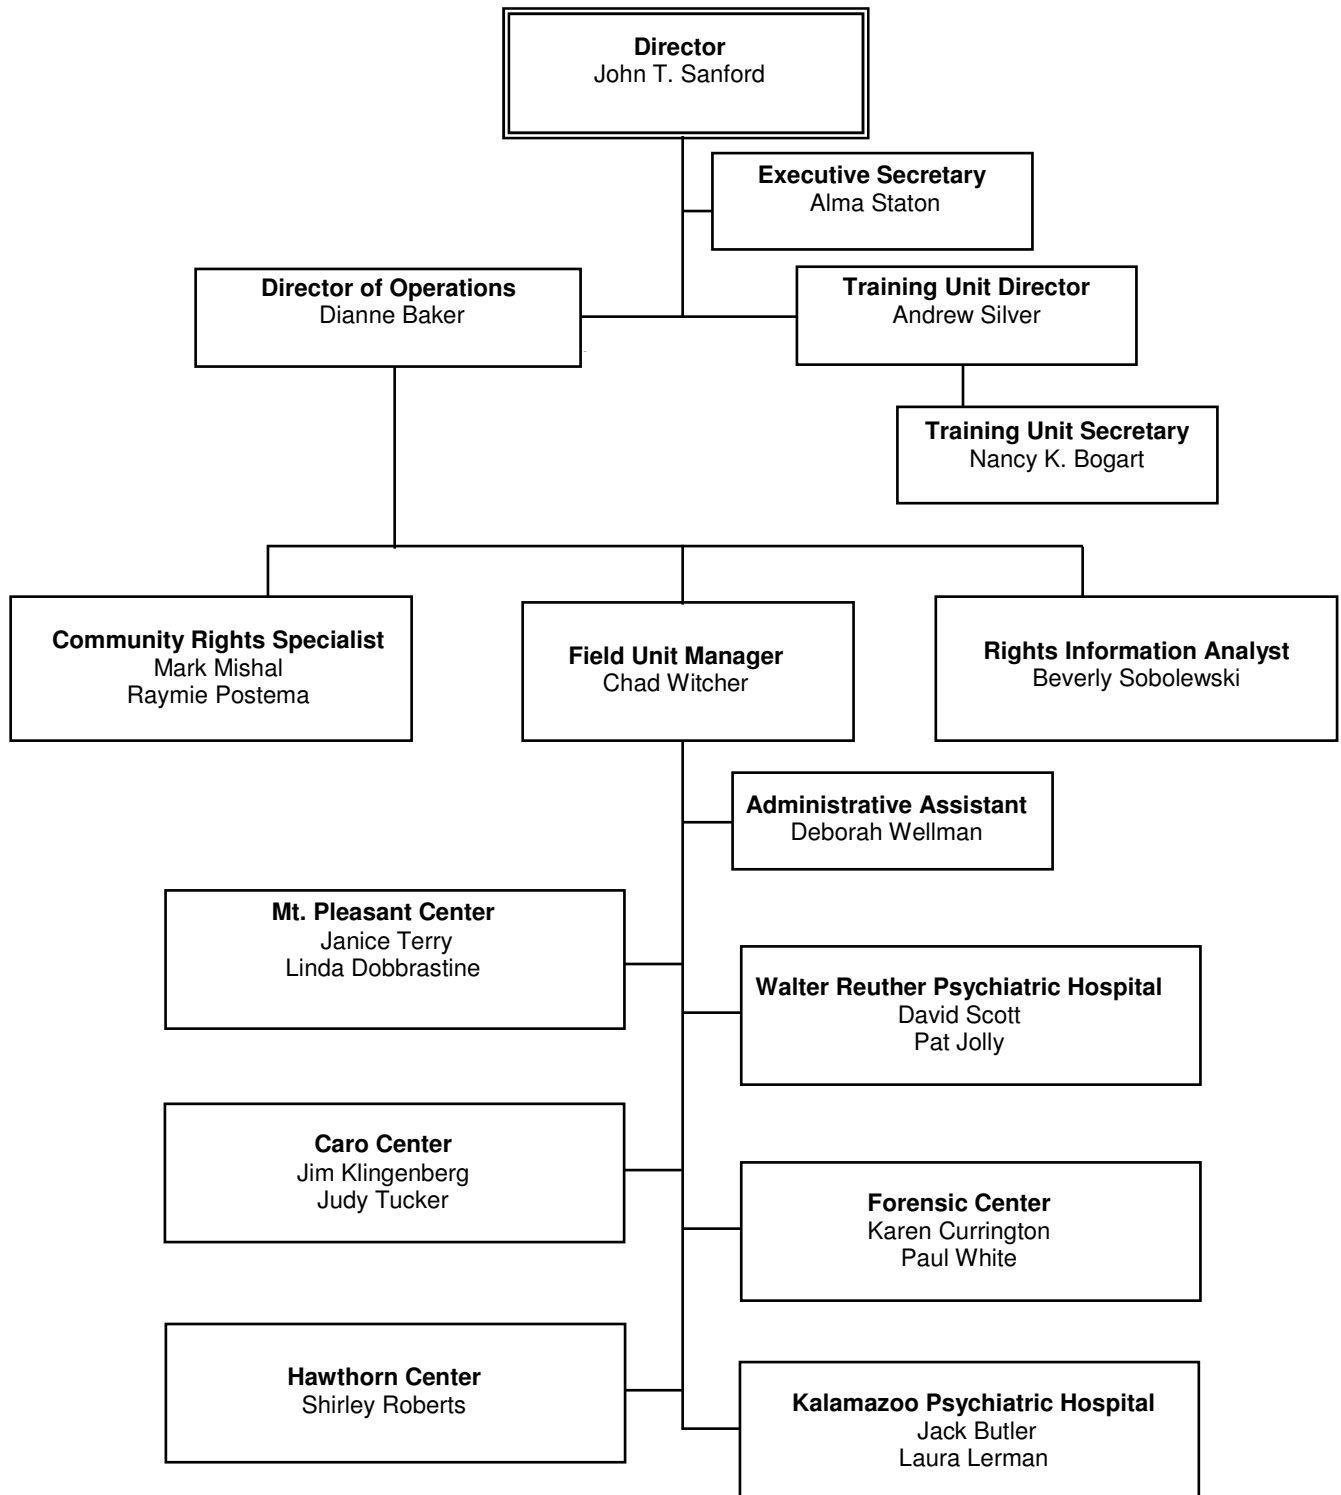 Director
John T. Sanford
Executive Secretary
Alma Staton
Director of Operations
Dianne Baker
Training Unit Director
Andrew Silver
Training Unit Secretary
Nancy K. Bogart
Community Rights Specialist
Mark Mishal
Raymie Postema
Field Unit Manager
Chad Witcher
Rights Information Analyst
Beverly Sobolewski
Administrative Assistant
Deborah Wellman
Mt. Pleasant Center
Janice Terry
Linda Dobbrastine
Walter Reuther Psychiatric Hospital
David Scott
Pat Jolly
Caro Center
Jim Klingenberg
Judy Tucker
Forensic Center
Karen Currington
Paul White
Hawthorn Center
Shirley Roberts
Kalamazoo Psychiatric Hospital
Jack Butler
Laura Lerman